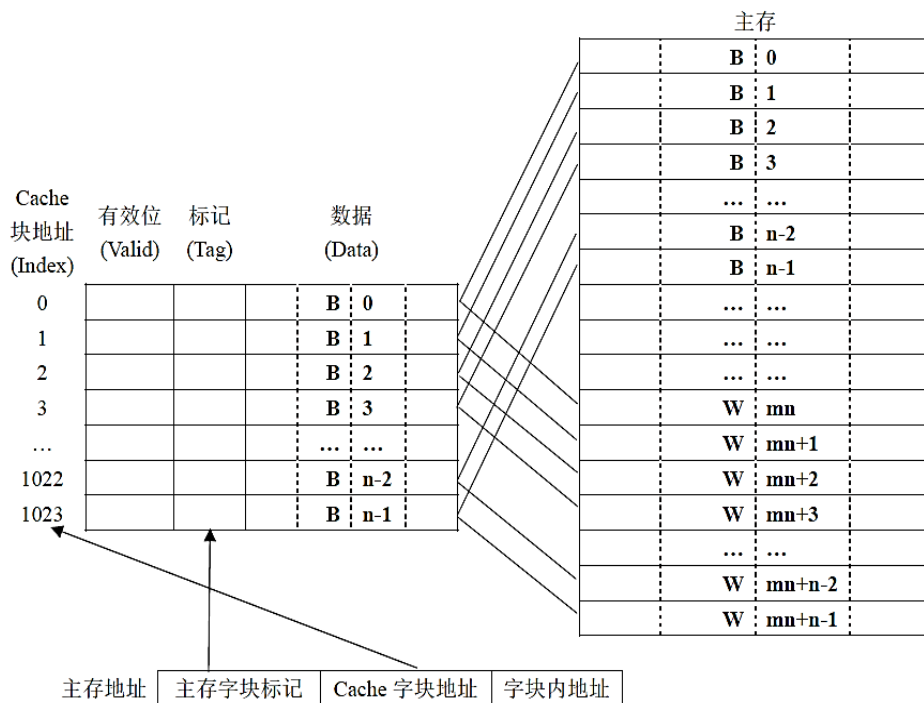 主存
B 0
B 1
B 2
B 3
... ...
B n-2
B n-1
... ...
... ...
... ...
W mn
W mn+1
W mn+2
W mn+3
... ...
W mn+n-2
W mn+n-1
Cache
块地址
(Index)
有效位
(Valid)
标记
(Tag)
数据
(Data)
0 B 0
1 B 1
2 B 2
3 B 3
... ... ...
1022 B n-2
1023 B n-1
主存地址 主存字块标记 Cache 字块地址 字块内地址